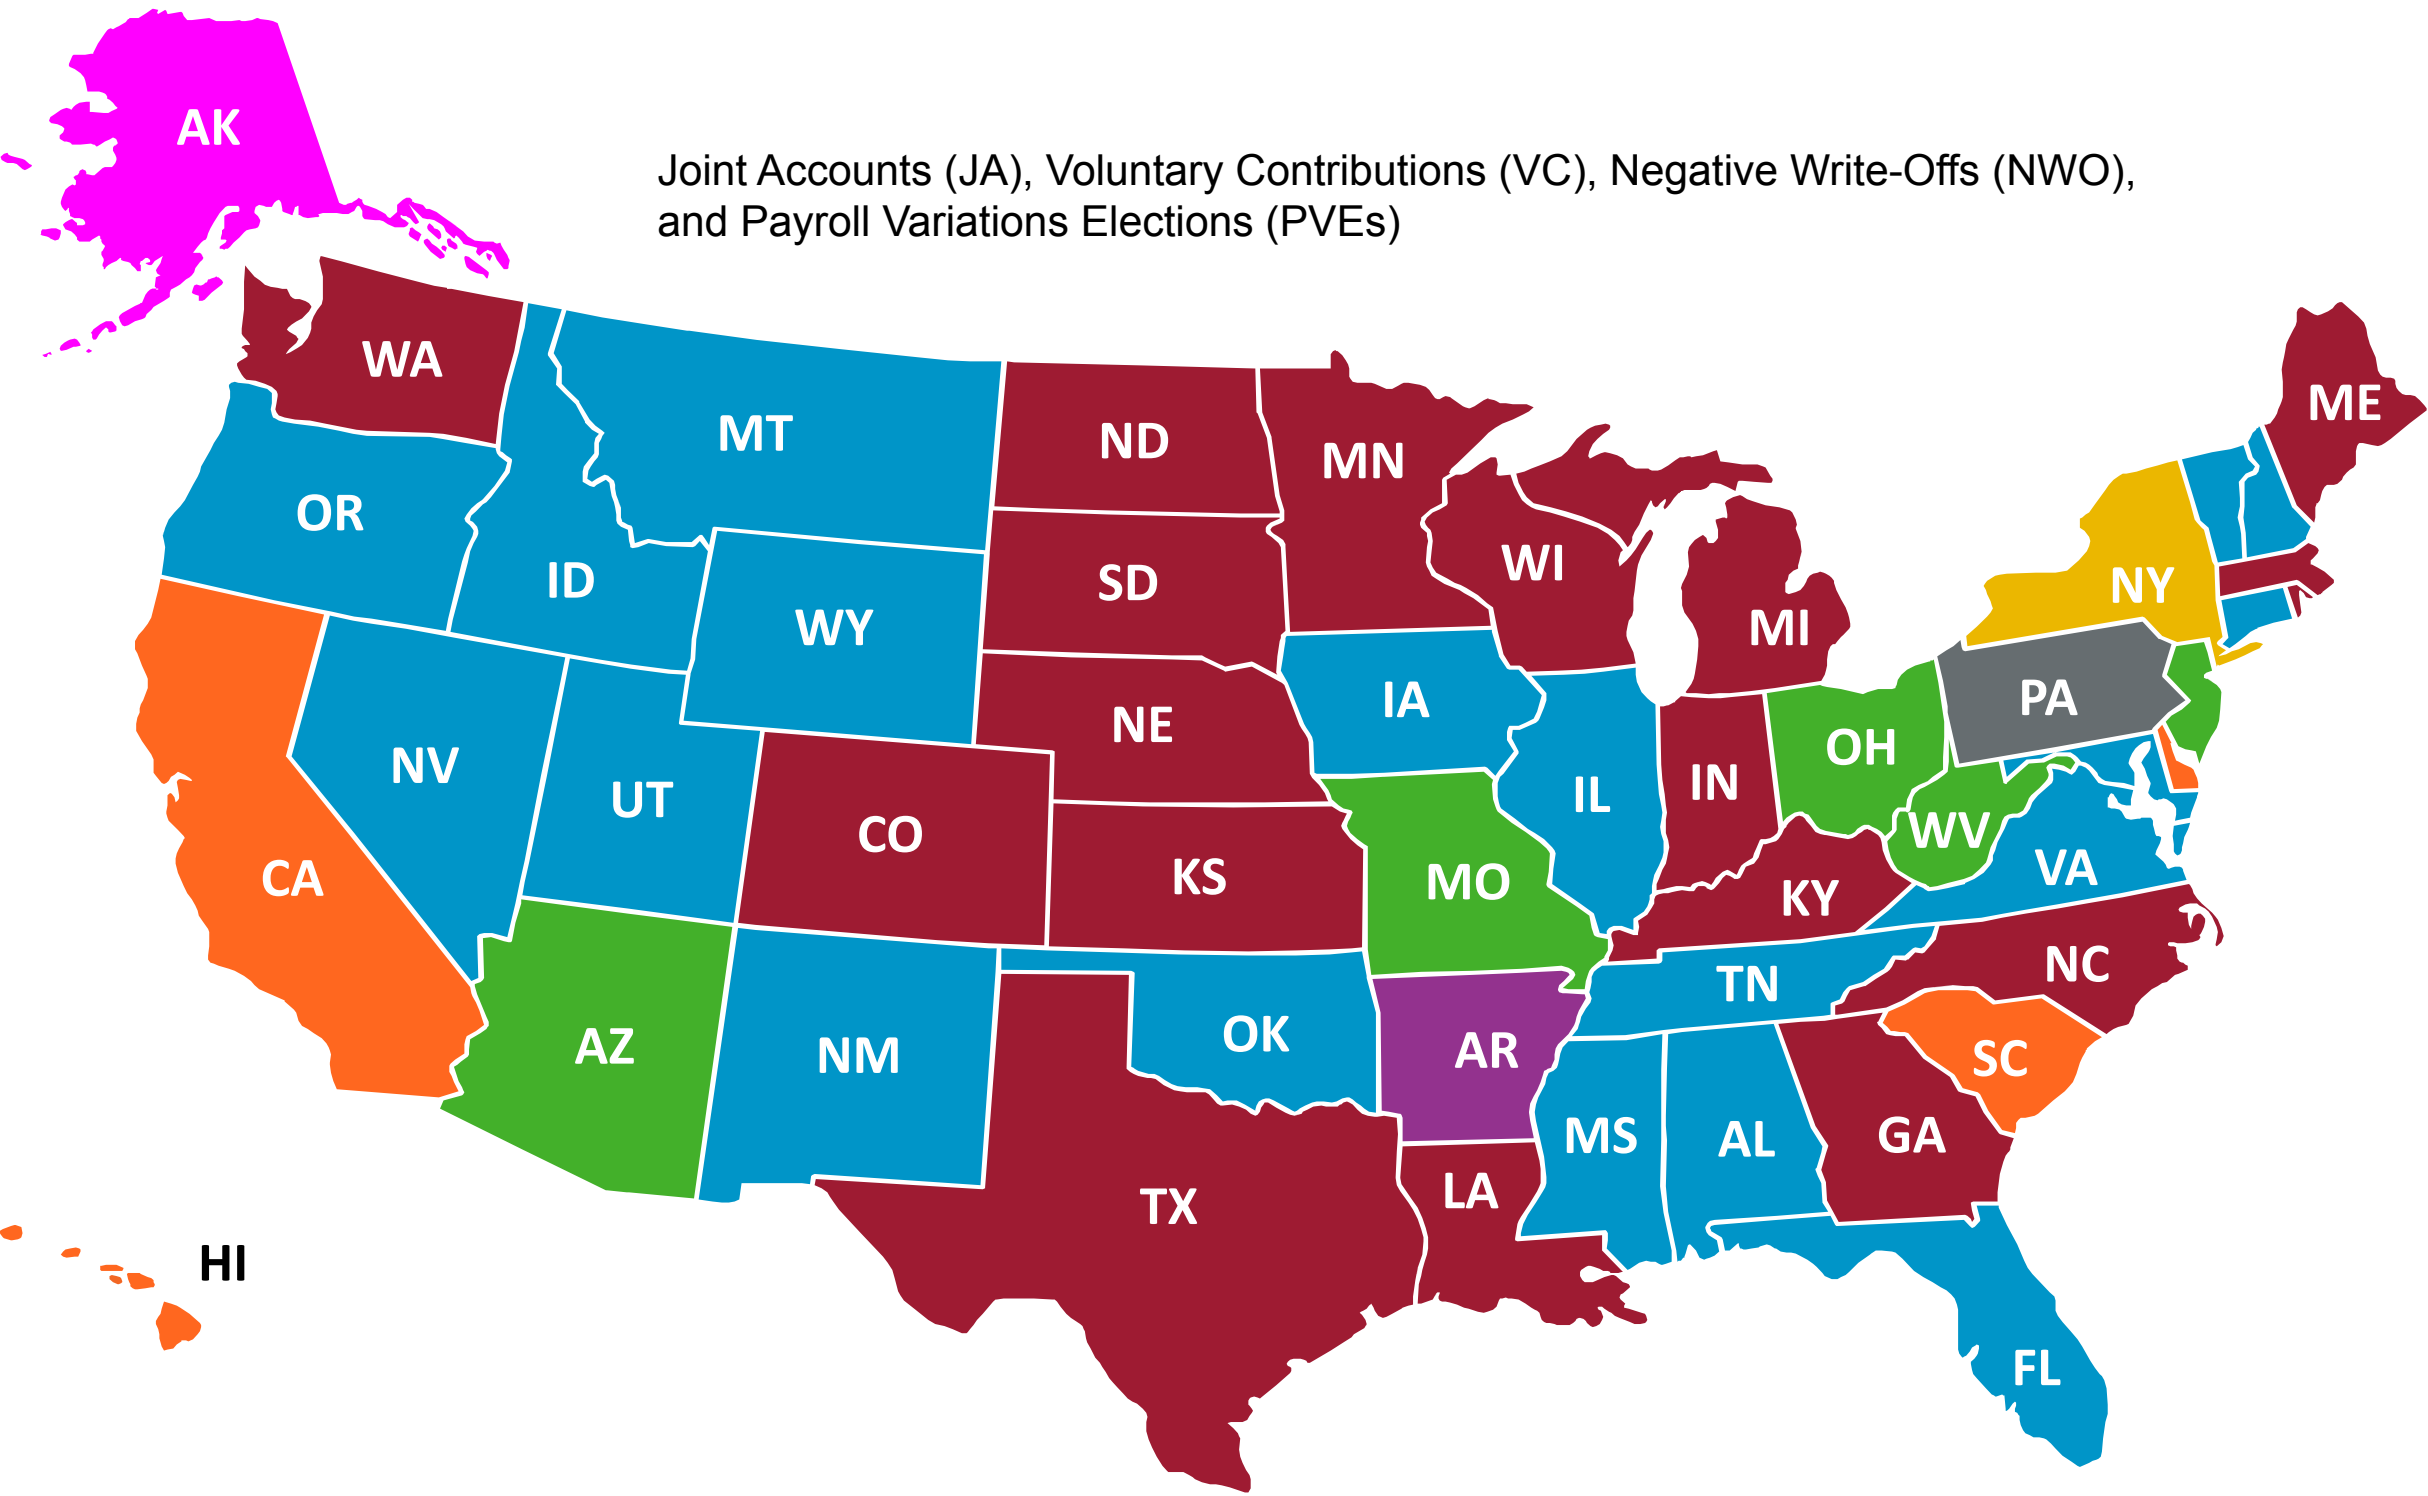 AK
Joint Accounts (JA), Voluntary Contributions (VC), Negative Write-Offs (NWO),
and Payroll Variations Elections (PVEs)
WA
ME
MT
ND
MN
OR
WI
ID
SD
NY
WY
MI
IA
PA
NE
NV
OH
UT
IL
IN
CO
WV
CA
KS
MO
VA
KY
NC
TN
AZ
NM
OK
AR
SC
MS
AL
GA
LA
TX
HI
FL